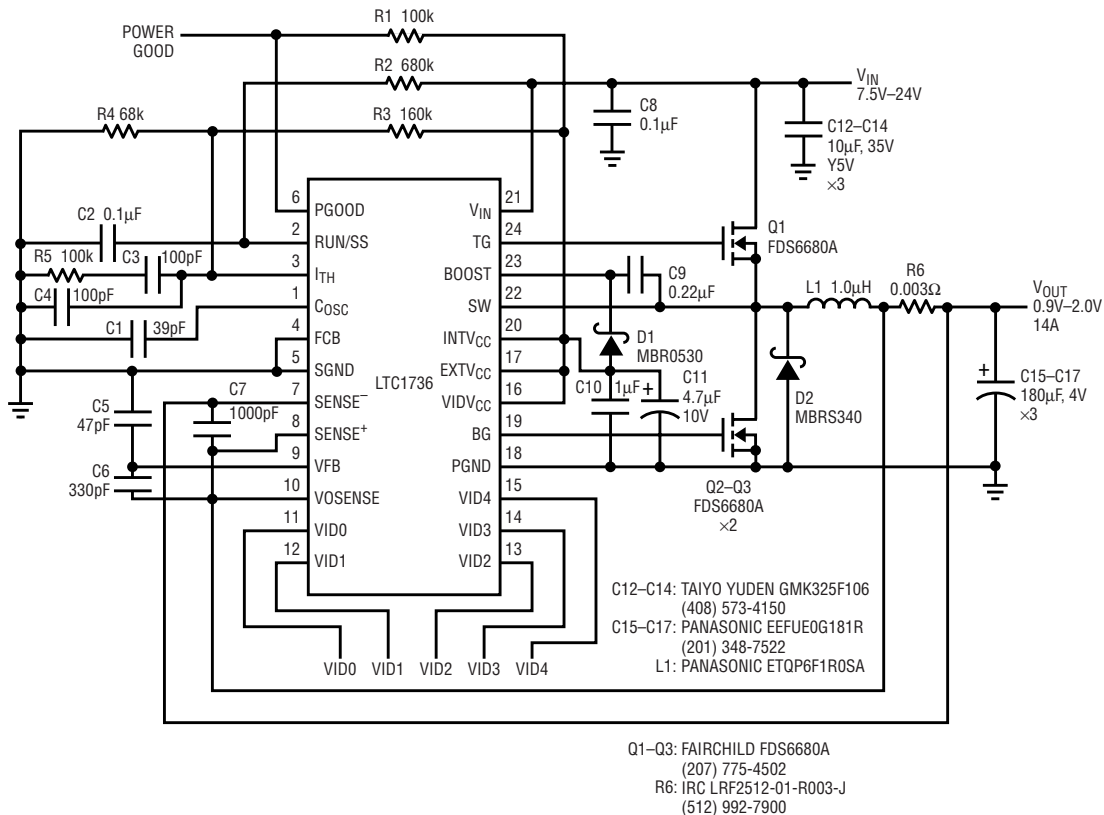 POWER
GOOD
R1 100k
R2 680k
R3 160k
R4 68k
C8
0.1µF
VIN
7.5V–24V
C12–C14
10µF, 35V
Y5V
×3
C2 0.1µF
R5 100k
C3
100pF
C4
100pF
C1
39pF
C5
47pF
C6
330pF
C7
1000pF
6
2
3
1
4
5
7
8
9
10
11
12
PGOOD
RUN/SS
ITH
COSC
FCB
SGND
SENSE–
SENSE+
VFB
VOSENSE
VID0
VID1
LTC1736
VIN
TG
BOOST
SW
INTVCC
EXTVCC
VIDVCC
BG
PGND
VID4
VID3
VID2
21
24
23
22
20
17
16
19
18
15
14
13
Q1
FDS6680A
C9
0.22µF
L1 1.0µH
R6
0.003Ω
VOUT
0.9V–2.0V
14A
D1
MBR0530
C10
1µF
+
C11
4.7µF
10V
D2
MBRS340
+
C15–C17
180µF, 4V
×3
Q2–Q3
FDS6680A
×2
VID0 VID1 VID2 VID3 VID4
C12–C14: TAIYO YUDEN GMK325F106
(408) 573-4150
C15–C17: PANASONIC EEFUE0G181R
(201) 348-7522
L1: PANASONIC ETQP6F1R0SA
Q1–Q3: FAIRCHILD FDS6680A
(207) 775-4502
R6: IRC LRF2512-01-R003-J
(512) 992-7900